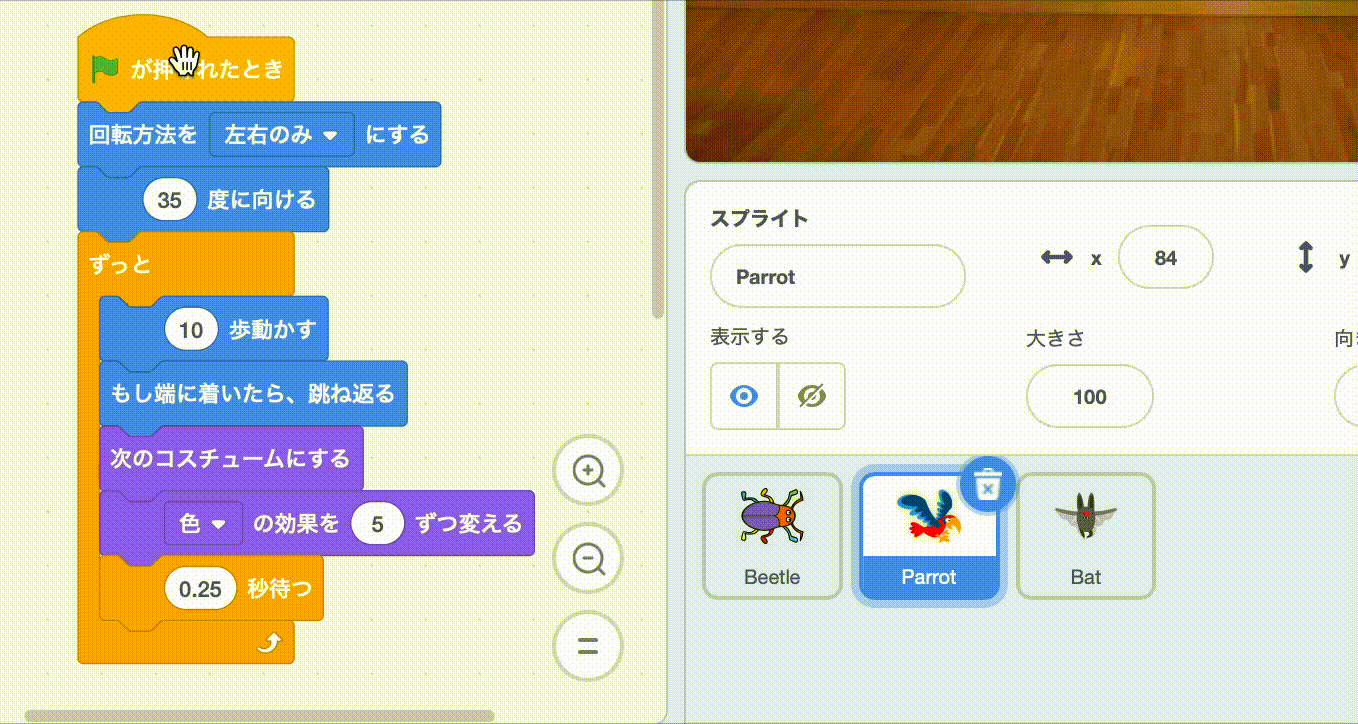 が押されたとき
回転方法を 左右のみ にする
35 度に向ける
ずっと
10 歩動かす
もし端に着いたら、跳ね返る
次のコスチュームにする
色 の効果を 5 ずつ変える
0.25 秒待つ
スプライト
Parrot
x 84
y
表示する
大きさ
100
Beetle
Parrot
Bat